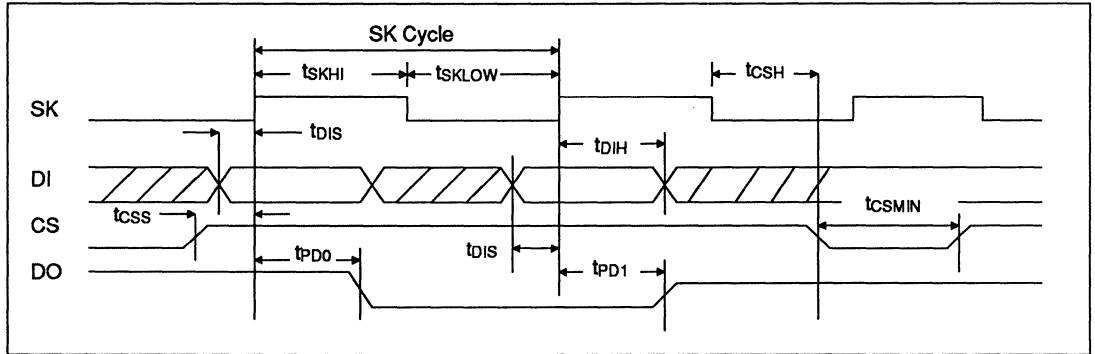 SK Cycle
tSKHI tSKLOW tCSH
SK
tDIS
tDIH
DI
tCSS tCSMIN
CS
tDIS
tPD0 tPD1
DO